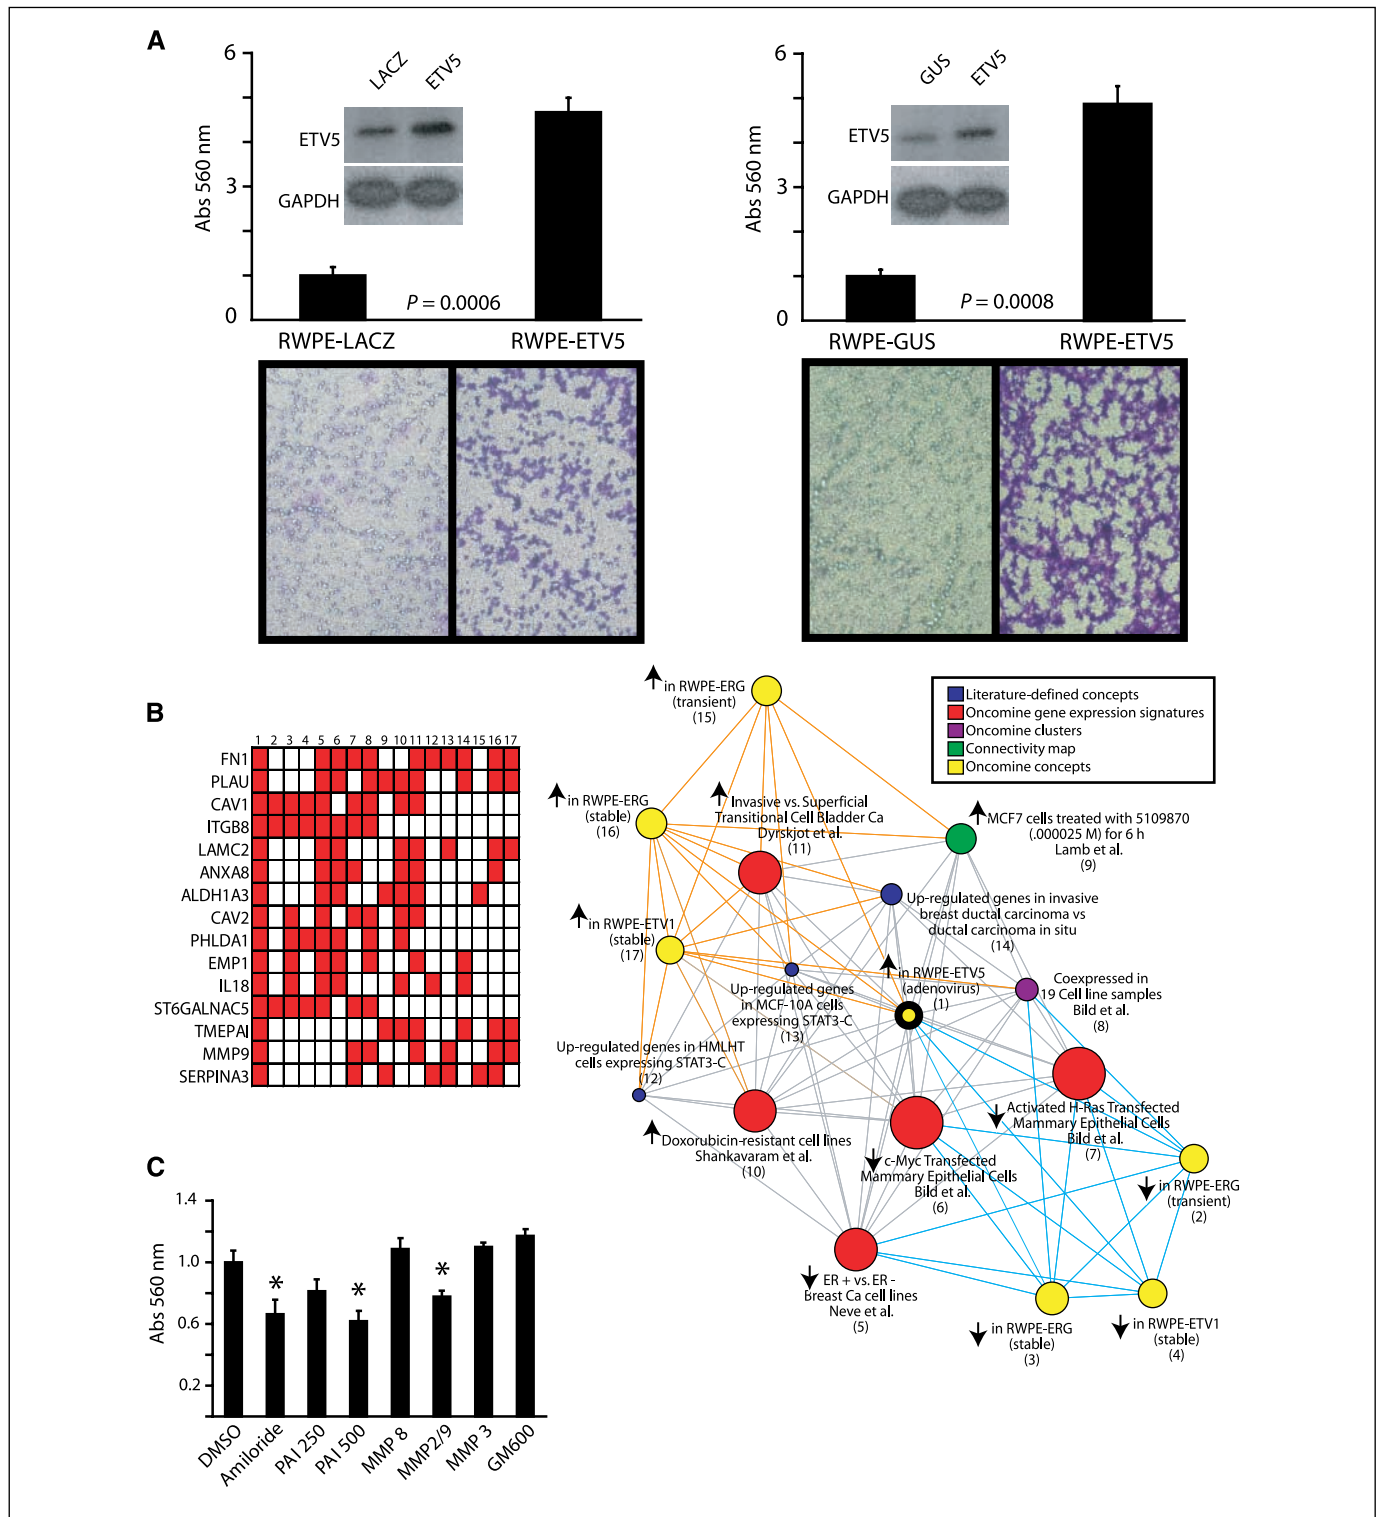 A
6
3
0
Abs 560 nm
LACZ
ETV5
ETV5
GAPDH
P = 0.0006
RWPE-LACZ
RWPE-ETV5
6
3
0
Abs 560 nm
GUS
ETV5
ETV5
GAPDH
P = 0.0008
RWPE-GUS
RWPE-ETV5
B
1 2 3 4 5 6 7 8 9 10 11 12 13 14 15 16 17
FN1
PLAU
CAV1
ITGB8
LAMC2
ANXA8
ALDH1A3
CAV2
PHLDA1
EMP1
IL18
ST6GALNAC5
TMEPAI
MMP9
SERPINA3
Literature-defined concepts
Oncomine gene expression signatures
Oncomine clusters
Connectivity map
Oncomine concepts
in RWPE-ERG
(transient)
(15)
in RWPE-ERG
(stable)
(16)
Invasive vs. Superficial
Transitional Cell Bladder Ca
Dyrskjot et al.
(11)
MCF7 cells treated with 5109870
(.000025 M) for 6 h
Lamb et al.
(9)
Up-regulated genes in invasive
breast ductal carcinoma vs
ductal carcinoma in situ
(14)
in RWPE-ETV1
(stable)
(17)
in RWPE-ETV5
(adenovirus)
(1)
Coexpressed in
19 Cell line samples
Bild et al.
(8)
Up-regulated genes
in MCF-10A cells
expressing STAT3-C
(13)
Up-regulated genes in HMLHT
cells expressing STAT3-C
(12)
Activated H-Ras Transfected
Mammary Epithelial Cells
Bild et al.
(7)
Doxorubicin-resistant cell lines
Shankavaram et al.
(10)
c-Myc Transfected
Mammary Epithelial Cells
Bild et al.
(6)
in RWPE-ERG
(transient)
(2)
ER + vs. ER -
Breast Ca cell lines
Neve et al.
(5)
in RWPE-ERG
(stable)
(3)
in RWPE-ETV1
(stable)
(4)
C
1.4
1.0
0.6
0.2
Abs 560 nm
*
*
*
DMSO
Amiloride
PAI 250
PAI 500
MMP 8
MMP2/9
MMP 3
GM600